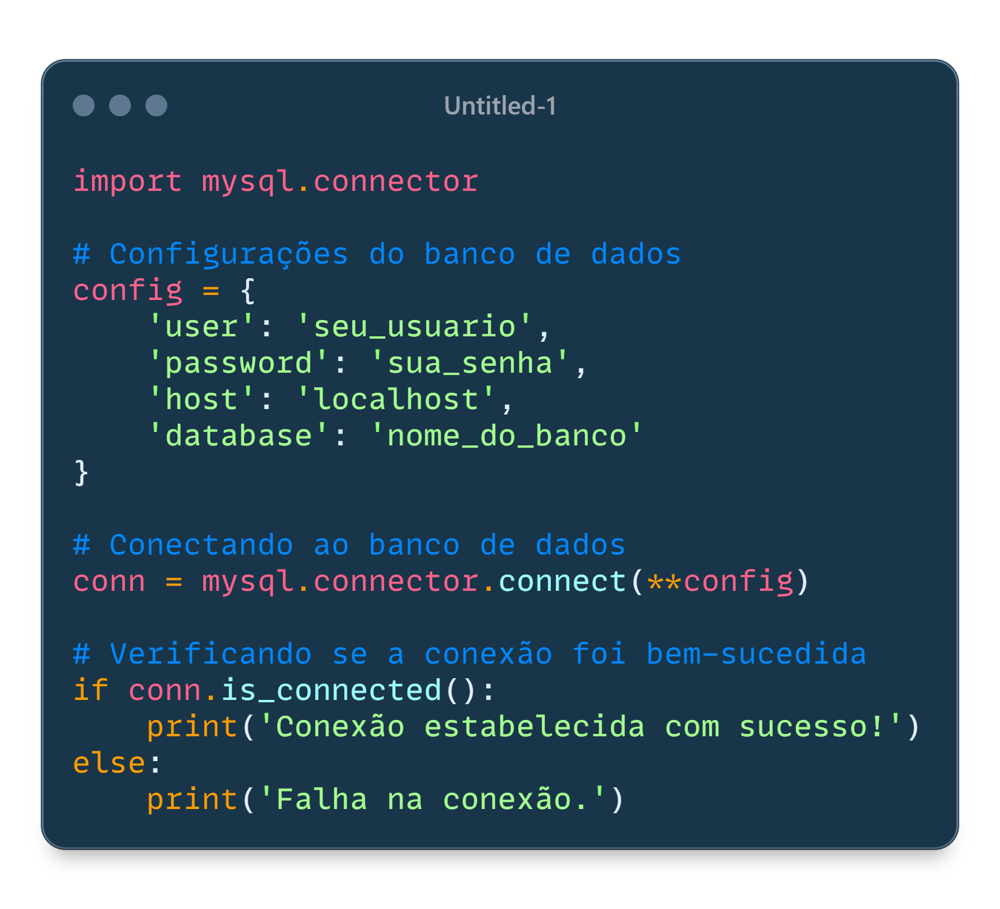 Untitled-1
import mysql.connector
# Configurações do banco de dados
config = {
    'user': 'seu_usuario',
    'password': 'sua_senha',
    'host': 'localhost',
    'database': 'nome_do_banco'
}
# Conectando ao banco de dados
conn = mysql.connector.connect(**config)
# Verificando se a conexão foi bem-sucedida
if conn.is_connected():
    print('Conexão estabelecida com sucesso!')
else:
    print('Falha na conexão.')